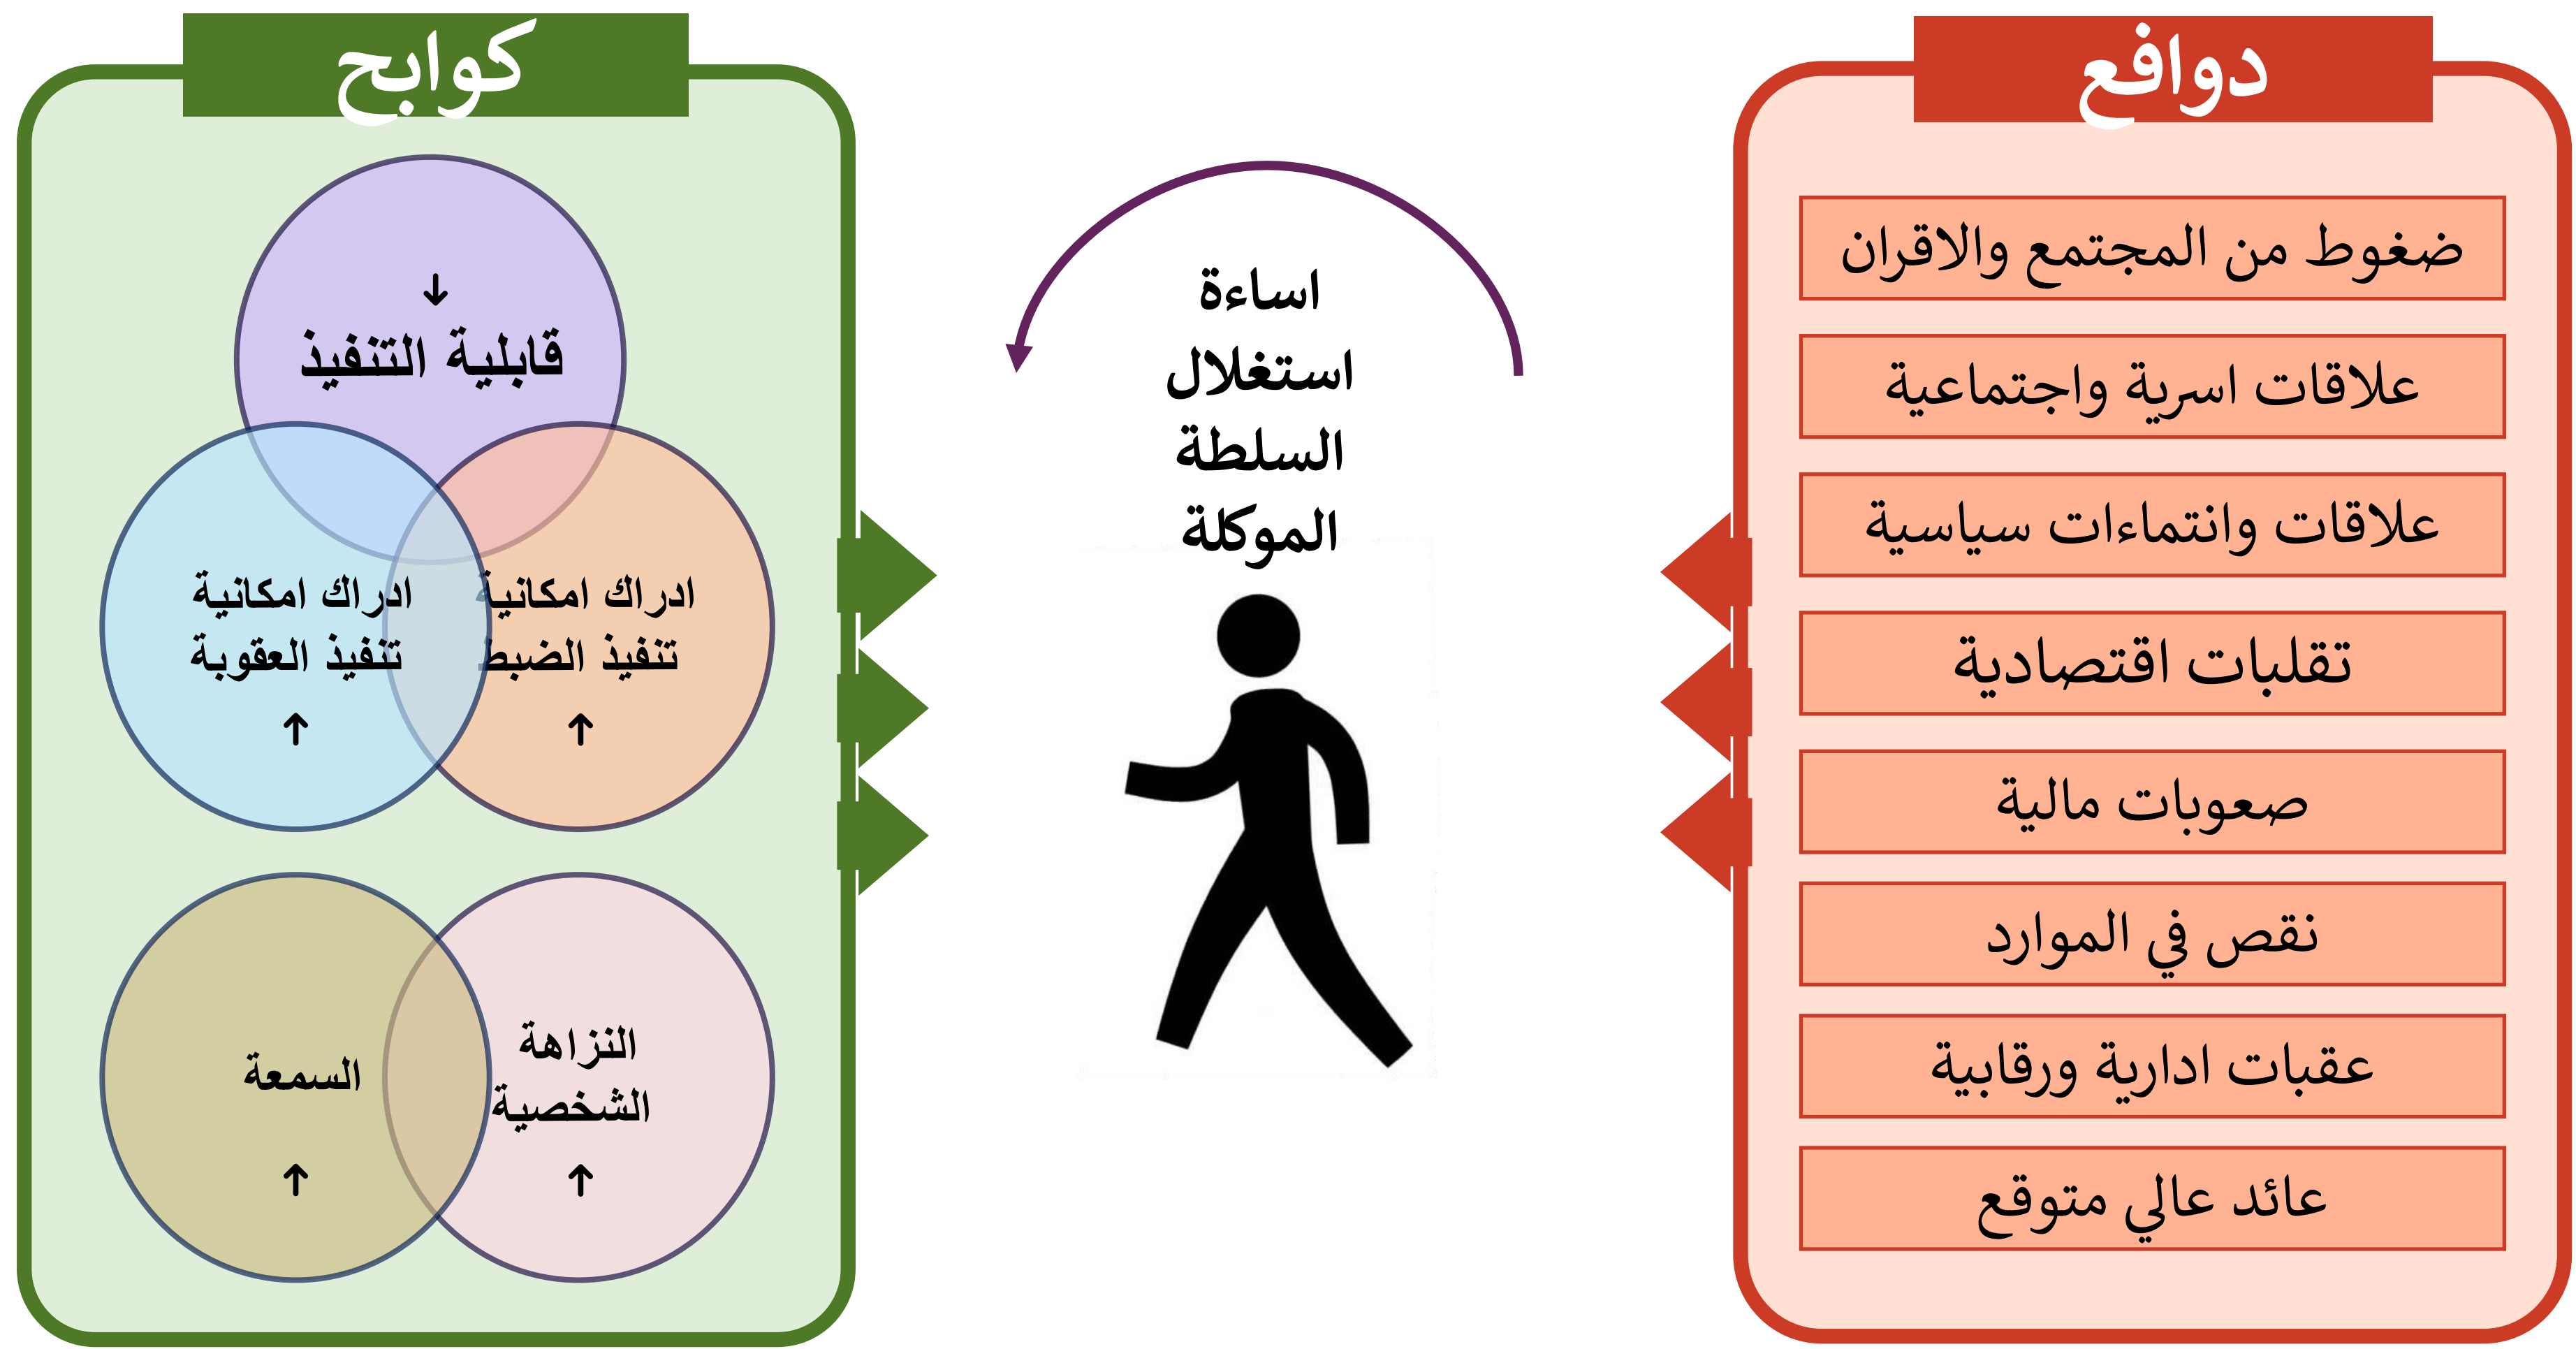 دوافع
ضغوط من المجتمع والاقران
علاقات اسرية واجتماعية
علاقات وانتماءات سياسية
تقلبات اقتصادية
صعوبات مالية
نقص في الموارد
عقبات ادارية ورقابية
عائد عالي متوقع
اساءة
استغلال
السلطة
الموكلة
كوابح
↓
قابلية التنفيذ
ادراك امكانية
تنفيذ الضبط
↑
ادراك امكانية
تنفيذ العقوبة
↑
النزاهة
الشخصية
↑
السمعة
↑